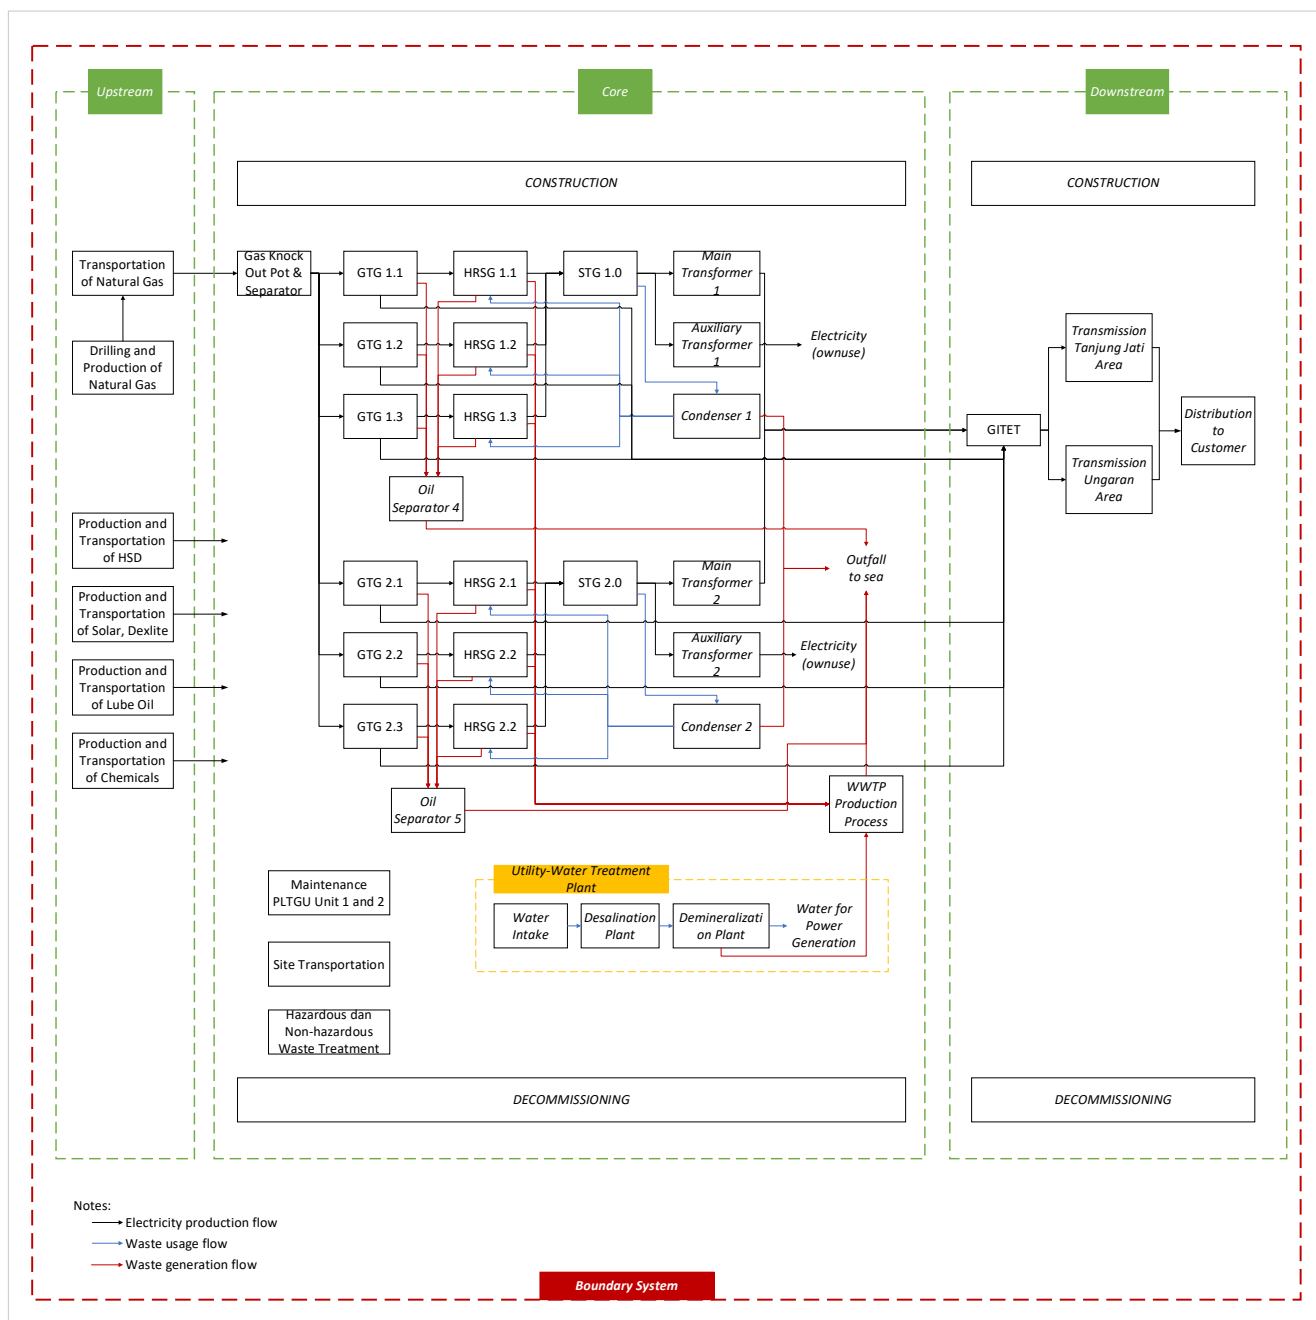 Upstream
Core
Downstream
CONSTRUCTION
CONSTRUCTION
Transportation
of Natural Gas
Drilling and
Production of
Natural Gas
Production and
Transportation
of HSD
Production and
Transportation
of Solar, Dexlite
Production and
Transportation
of Lube Oil
Production and
Transportation
of Chemicals
Gas Knock
Out Pot &
Separator
GTG 1.1
HRSG 1.1
STG 1.0
Main
Transformer
1
GTG 1.2
HRSG 1.2
Auxiliary
Transformer
1
Electricity
(ownuse)
GTG 1.3
HRSG 1.3
Condenser 1
Oil
Separator 4
GTG 2.1
HRSG 2.1
STG 2.0
Main
Transformer
2
Outfall
to sea
GTG 2.2
HRSG 2.2
Auxiliary
Transformer
2
Electricity
(ownuse)
GTG 2.3
HRSG 2.2
Condenser 2
Oil
Separator 5
WWTP
Production
Process
GITET
Transmission
Tanjung Jati
Area
Transmission
Ungaran
Area
Distribution
to
Customer
Maintenance
PLTGU Unit 1 and 2
Site Transportation
Hazardous dan
Non-hazardous
Waste Treatment
Utility-Water Treatment
Plant
Water
Intake
Desalination
Plant
Demineralizati
on Plant
Water for
Power
Generation
DECOMMISSIONING
DECOMMISSIONING
Notes:
Electricity production flow
Waste usage flow
Waste generation flow
Boundary System